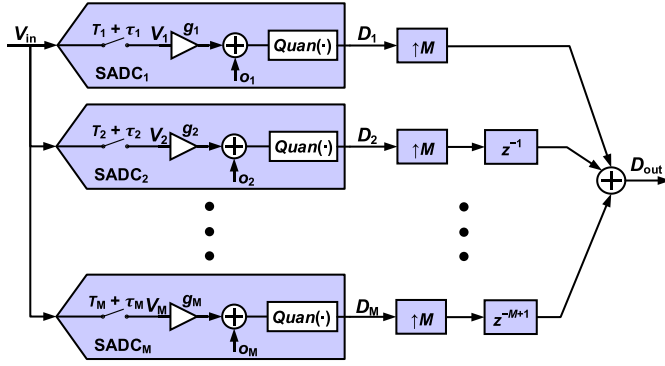 V_in
T_1 + τ_1 V_1 g_1 Quan(·) D_1 ↑M
SADC_1 o_1
T_2 + τ_2 V_2 g_2 Quan(·) D_2 ↑M z^{-1}
SADC_2 o_2
D_out
T_M + τ_M V_M g_M Quan(·) D_M ↑M z^{-M+1}
SADC_M o_M